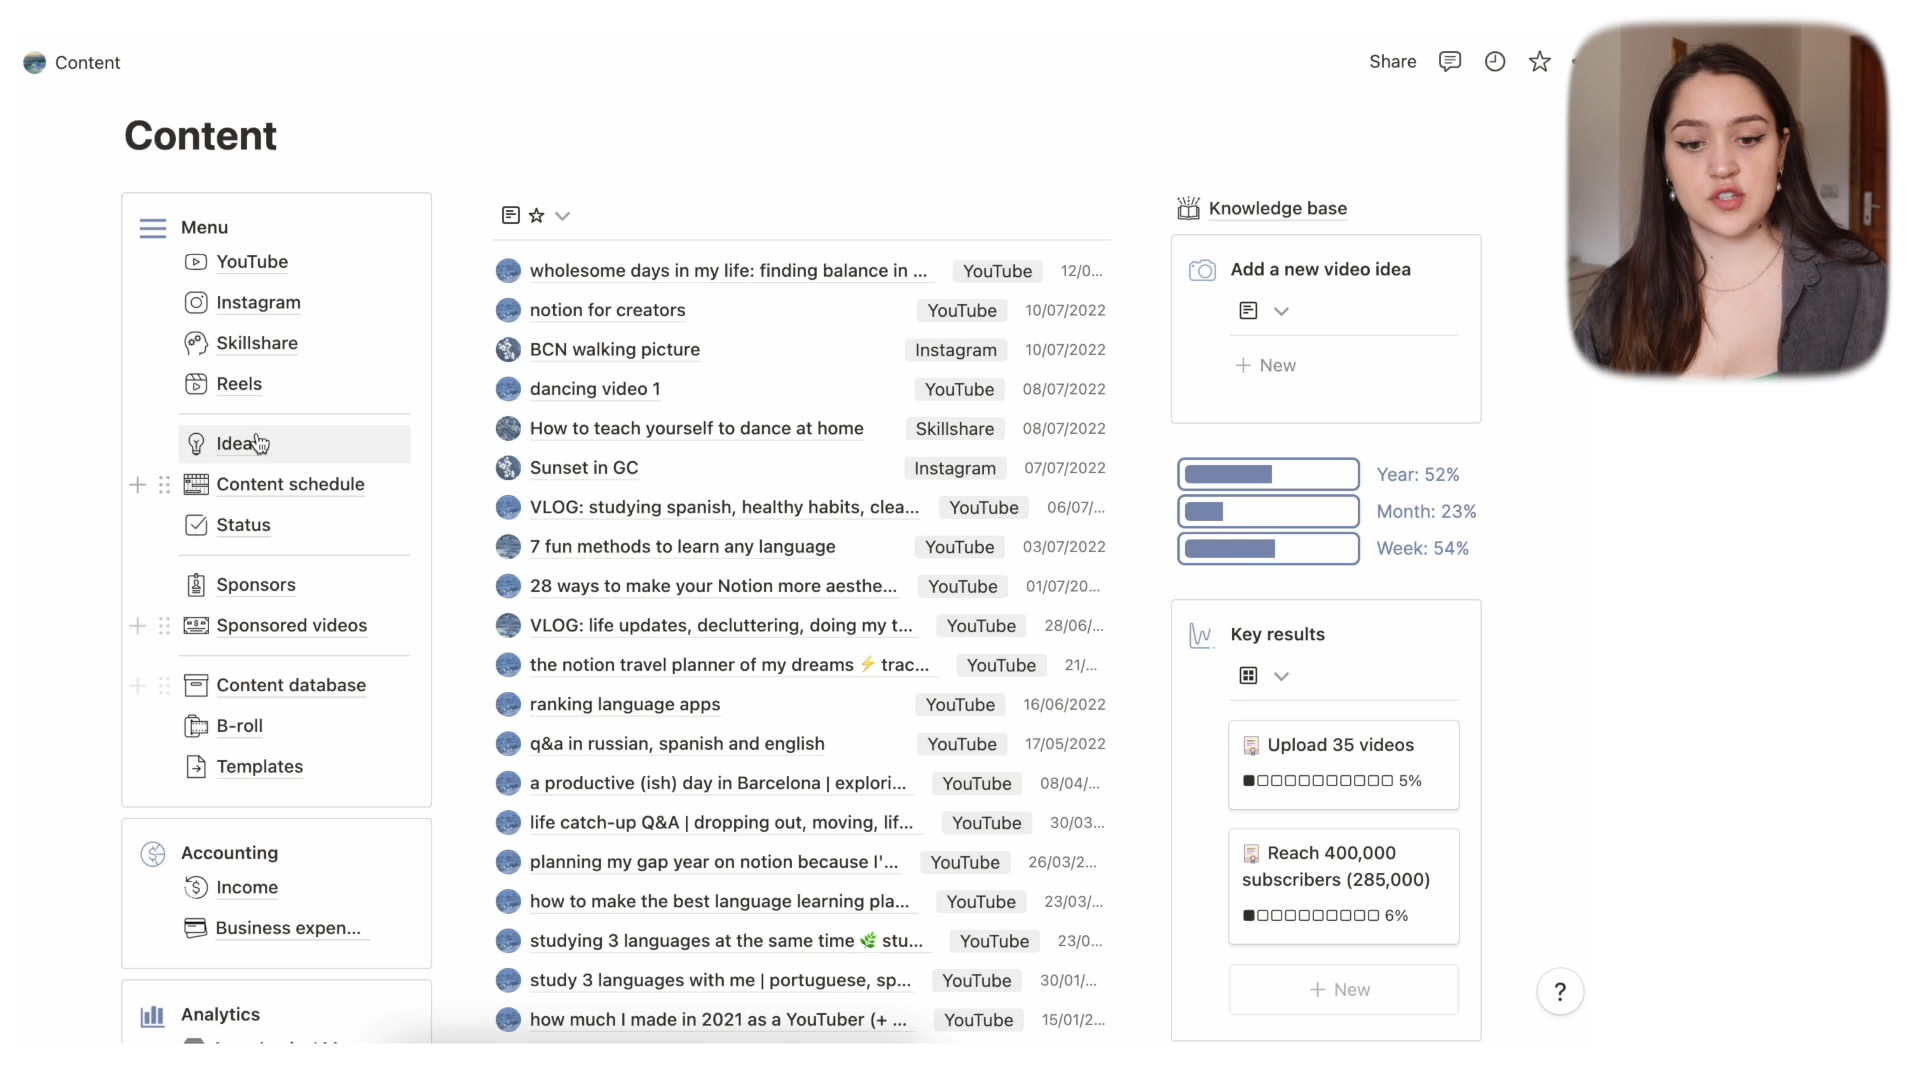 Content
Share
Content
Menu
YouTube
Instagram
Skillshare
Reels
Idea
Content schedule
Status
Sponsors
Sponsored videos
Content database
B-roll
Templates
Accounting
Income
Business expen...
Analytics
wholesome days in my life: finding balance in ... YouTube 12/0...
notion for creators YouTube 10/07/2022
BCN walking picture Instagram 10/07/2022
dancing video 1 YouTube 08/07/2022
How to teach yourself to dance at home Skillshare 08/07/2022
Sunset in GC Instagram 07/07/2022
VLOG: studying spanish, healthy habits, clea... YouTube 06/07/...
7 fun methods to learn any language YouTube 03/07/2022
28 ways to make your Notion more aesthe... YouTube 01/07/20...
VLOG: life updates, decluttering, doing my t... YouTube 28/06/...
the notion travel planner of my dreams ⚡ trac... YouTube 21/...
ranking language apps YouTube 16/06/2022
q&a in russian, spanish and english YouTube 17/05/2022
a productive (ish) day in Barcelona | explori... YouTube 08/04/...
life catch-up Q&A | dropping out, moving, lif... YouTube 30/03...
planning my gap year on notion because I'... YouTube 26/03/2...
how to make the best language learning pla... YouTube 23/03/...
studying 3 languages at the same time 🌿 stu... YouTube 23/0...
study 3 languages with me | portuguese, sp... YouTube 30/01/...
how much I made in 2021 as a YouTuber (+ ... YouTube 15/01/2...
Knowledge base
Add a new video idea
+ New
Year: 52%
Month: 23%
Week: 54%
Key results
Upload 35 videos
5%
Reach 400,000
subscribers (285,000)
6%
+ New
?